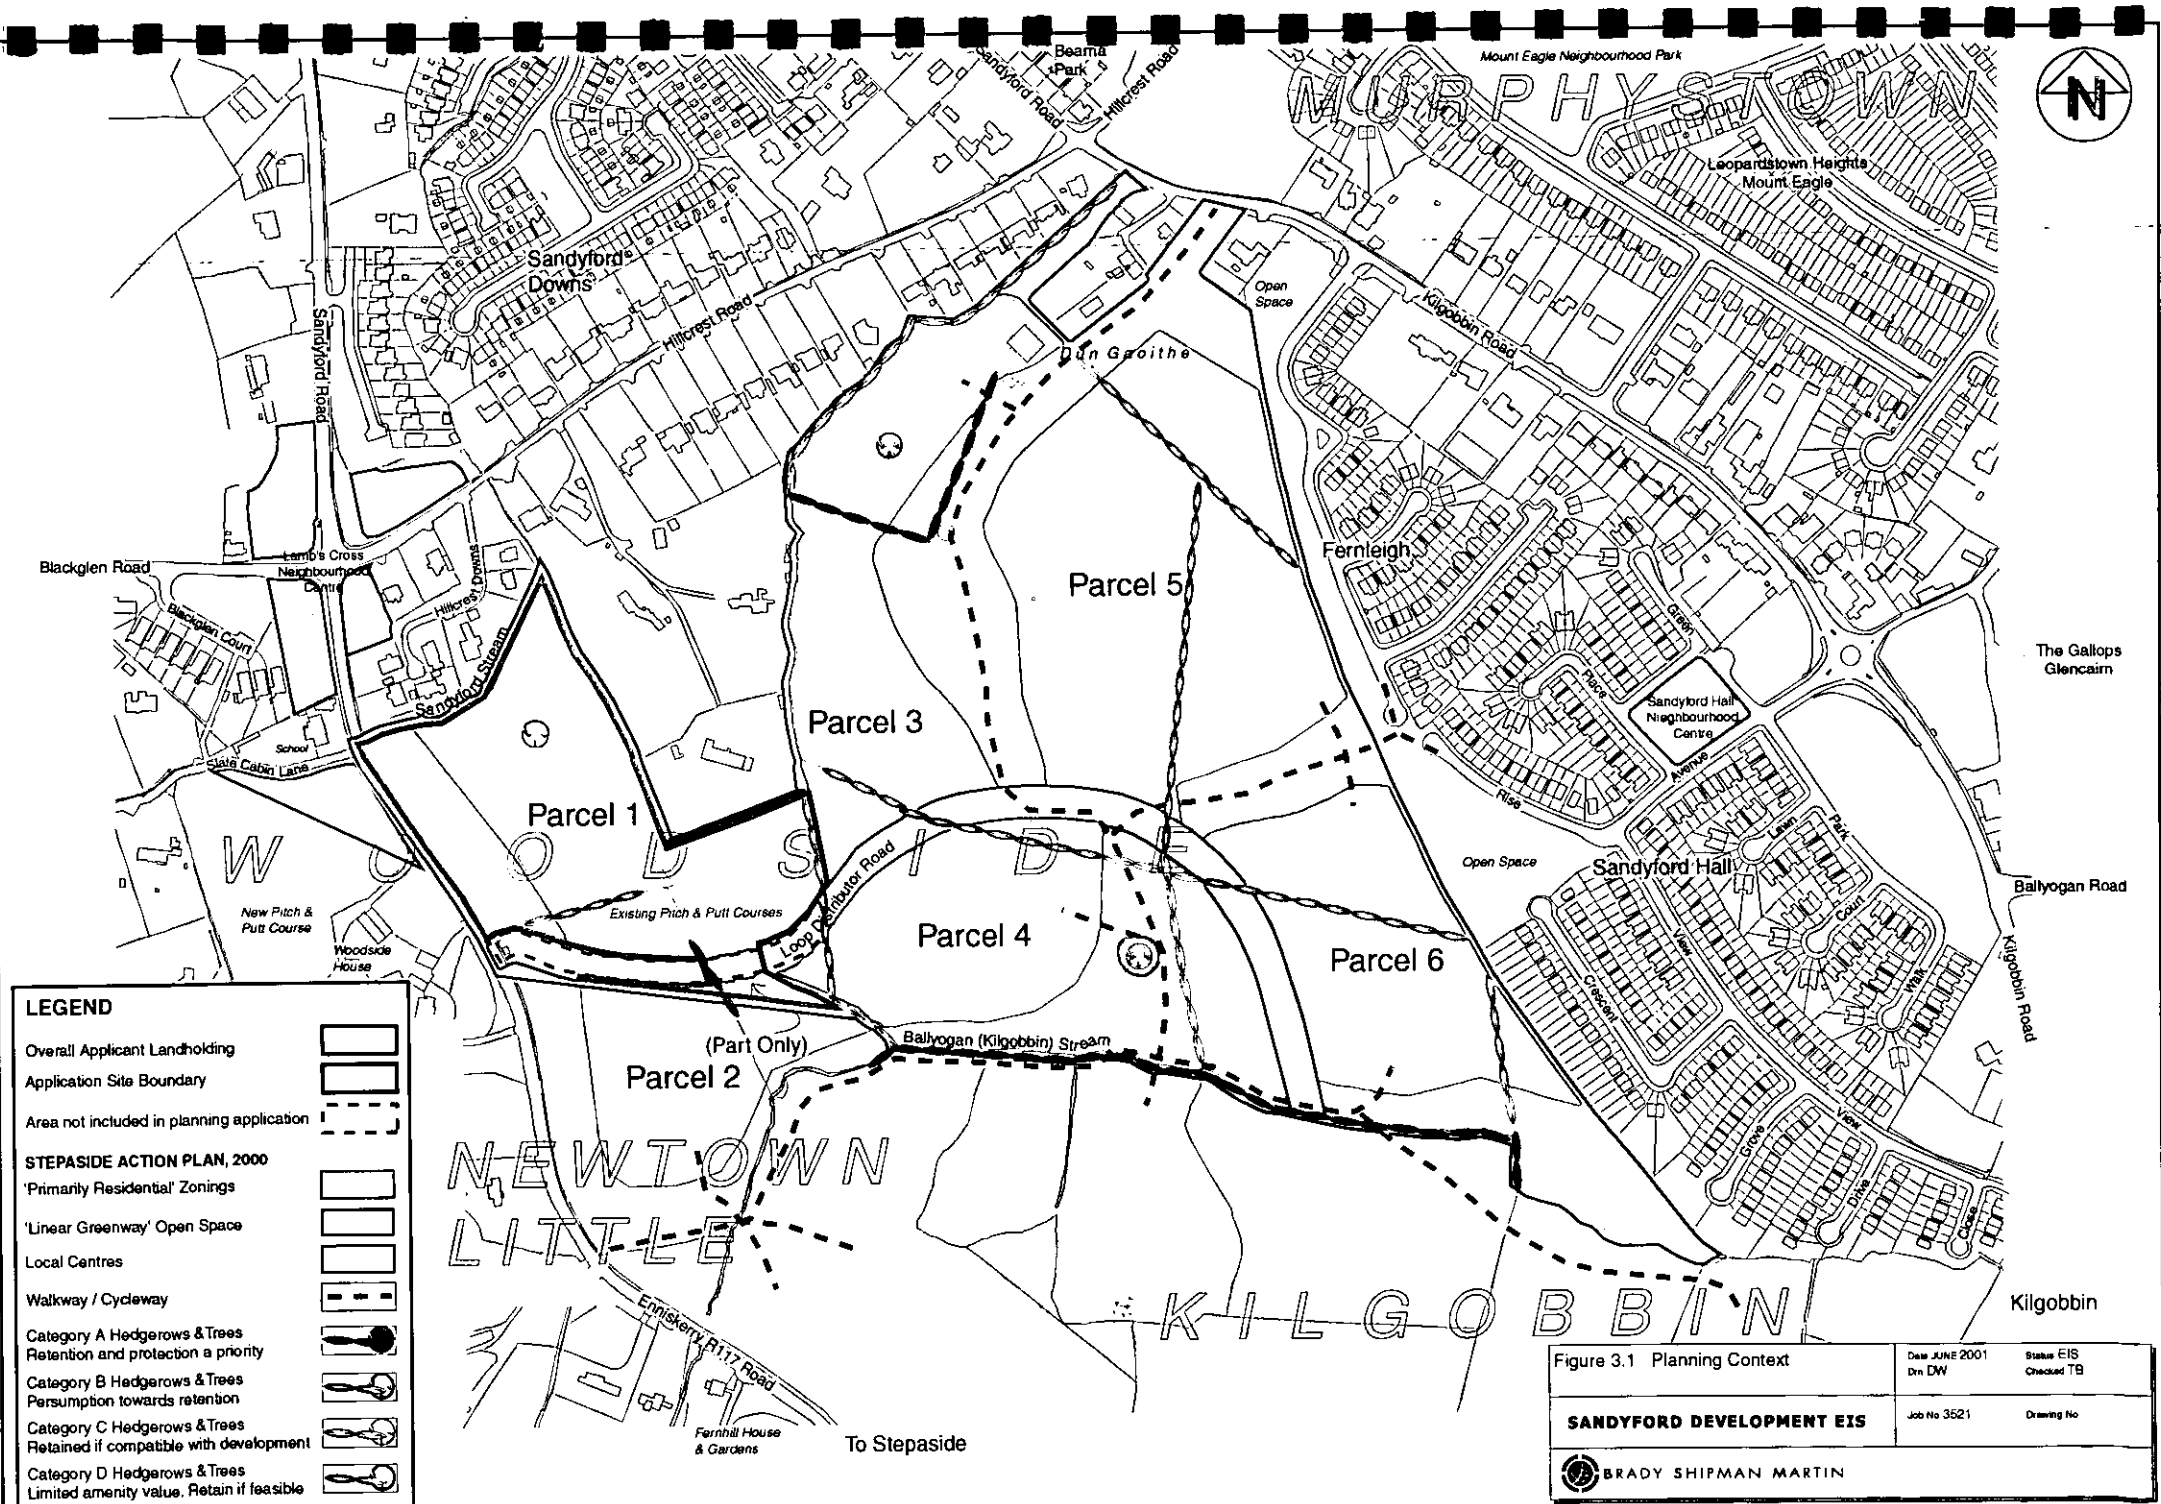 Mount Eagle Neighbourhood Park
Bearna
Park
Sandyford Road
Hillcrest Road
MURPHYSTOWN
N
Leopardstown Heights
Mount Eagle
Sandyford
Downs
Sandyford Road
Hillcrest Road
Open
Space
Kilgobbin Road
Dun Gaoithe
Blackglen Road
Lamb's Cross
Neighbourhood
Centre
Hillcrest Downs
Blackglen Court
Sandyford Stream
Fernleigh
Parcel 5
Green
Place
The Gallops
Glencairn
Sandyford Hall
Nieghbourhood
Centre
School
Slate Cabin Lane
Parcel 3
Avenue
Rise
Parcel 1
WOODSIDE
Lawn
Park
Open Space
Sandyford Hall
Ballyogan Road
Court
New Pitch &
Putt Course
Existing Pitch & Putt Courses
Loop Distributor Road
Parcel 4
Parcel 6
View
Walk
Crescent
Kilgobbin Road
Woodside
House
(Part Only)
Parcel 2
Ballyogan (Kilgobbin) Stream
View
Grove
Drive
Close
NEWTOWN
LITTLE
KILGOBBIN
Kilgobbin
Enniskerry R117 Road
Fernhill House
& Gardens
To Stepaside
LEGEND
Overall Applicant Landholding
Application Site Boundary
Area not included in planning application
STEPASIDE ACTION PLAN, 2000
'Primarily Residential' Zonings
'Linear Greenway' Open Space
Local Centres
Walkway / Cycleway
Category A Hedgerows & Trees
Retention and protection a priority
Category B Hedgerows & Trees
Persumption towards retention
Category C Hedgerows & Trees
Retained if compatible with development
Category D Hedgerows & Trees
Limited amenity value. Retain if feasible
Figure 3.1 Planning Context
Date JUNE 2001
Status EIS
Drn DW
Checked TB
SANDYFORD DEVELOPMENT EIS
Job No 3521
Drawing No
BRADY SHIPMAN MARTIN